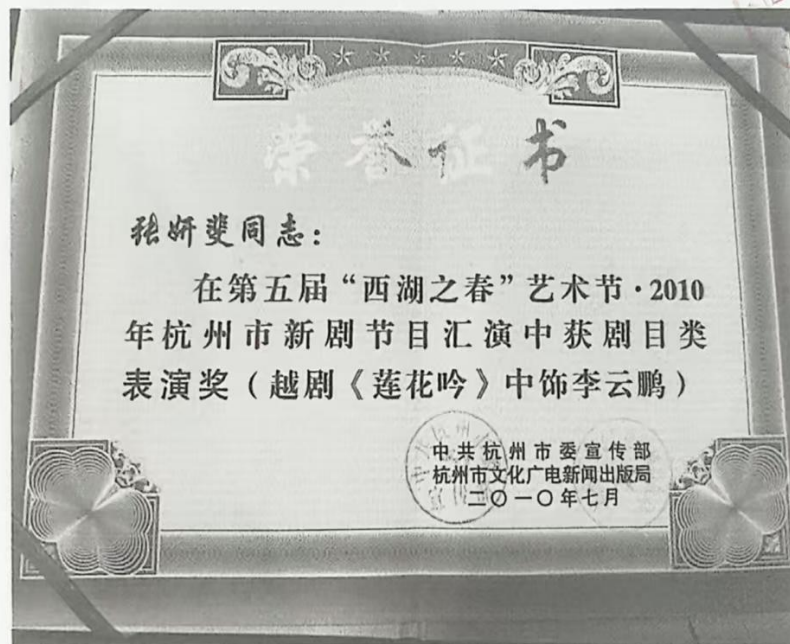 荣誉证书
张妍斐同志：
在第五届“西湖之春”艺术节·2010
年杭州市新剧节目汇演中获剧目类
表演奖（越剧《莲花吟》中饰李云鹏）
中共杭州市委宣传部
杭州市文化广电新闻出版局
二〇一〇年七月